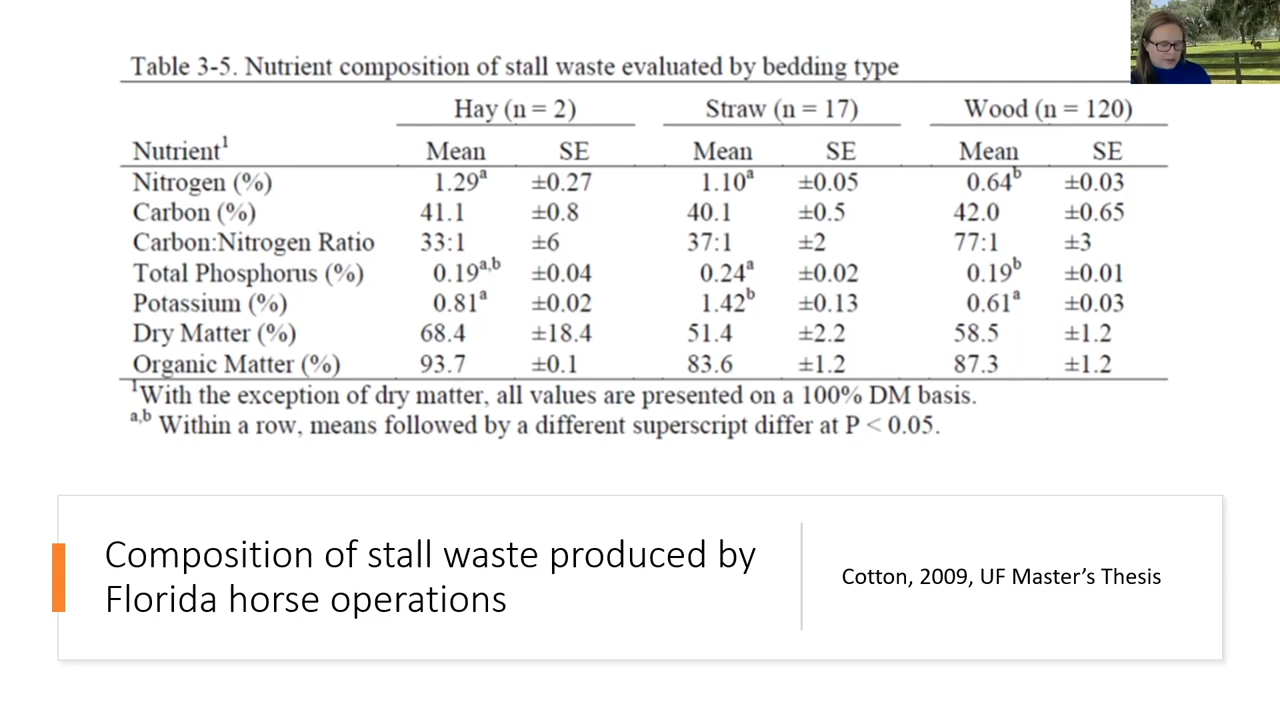 Table 3-5. Nutrient composition of stall waste evaluated by bedding type
Hay (n = 2) Straw (n = 17) Wood (n = 120)
Nutrient¹ Mean SE Mean SE Mean SE
Nitrogen (%) 1.29ᵃ ±0.27 1.10ᵃ ±0.05 0.64ᵇ ±0.03
Carbon (%) 41.1 ±0.8 40.1 ±0.5 42.0 ±0.65
Carbon:Nitrogen Ratio 33:1 ±6 37:1 ±2 77:1 ±3
Total Phosphorus (%) 0.19ᵃ,ᵇ ±0.04 0.24ᵃ ±0.02 0.19ᵇ ±0.01
Potassium (%) 0.81ᵃ ±0.02 1.42ᵇ ±0.13 0.61ᵃ ±0.03
Dry Matter (%) 68.4 ±18.4 51.4 ±2.2 58.5 ±1.2
Organic Matter (%) 93.7 ±0.1 83.6 ±1.2 87.3 ±1.2
¹With the exception of dry matter, all values are presented on a 100% DM basis.
ᵃ,ᵇ Within a row, means followed by a different superscript differ at P < 0.05.
Composition of stall waste produced by
Florida horse operations
Cotton, 2009, UF Master’s Thesis